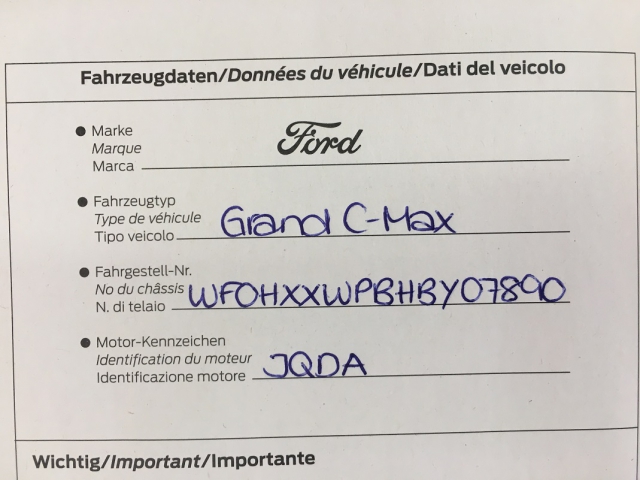 Fahrzeugdaten/Données du véhicule/Dati del veicolo
Marke
Marque
Marca
Ford
Fahrzeugtyp
Type de véhicule
Tipo veicolo
Grand C-Max
Fahrgestell-Nr.
No du châssis
N. di telaio
WF0HXXWPBHBY07890
Motor-Kennzeichen
Identification du moteur
Identificazione motore
JQDA
Wichtig/Important/Importante